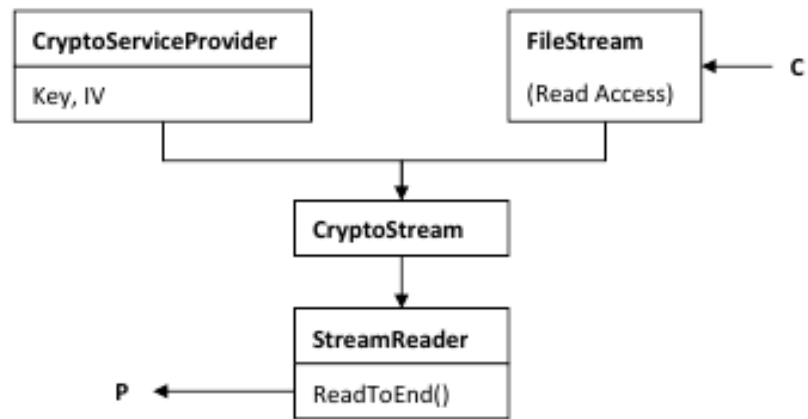 CryptoServiceProvider
Key, IV
FileStream
(Read Access)
C
CryptoStream
StreamReader
ReadToEnd()
P